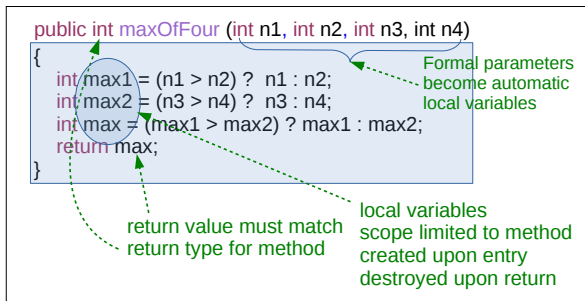 public int maxOfFour (int n1, int n2, int n3, int n4)
{
int max1 = (n1 > n2) ? n1 : n2;
int max2 = (n3 > n4) ? n3 : n4;
int max = (max1 > max2) ? max1 : max2;
return max;
}
Formal parameters
become automatic
local variables
return value must match
return type for method
local variables
scope limited to method
created upon entry
destroyed upon return